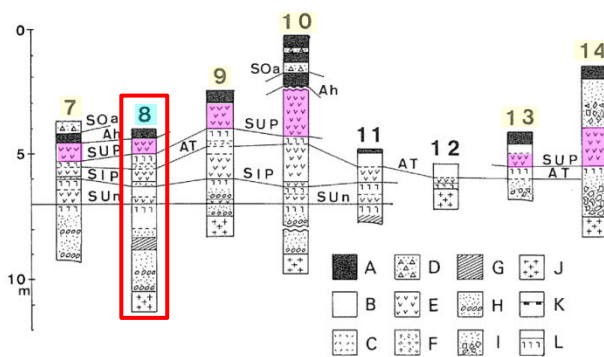 0
5
10
m
7
8
9
10
11
12
13
14
SOa
Ah
SUP
SIP
SUn
AT
SUP
SIP
SOa
Ah
SUn
AT
SUP
AT
A D G J
B E H K
C F I L